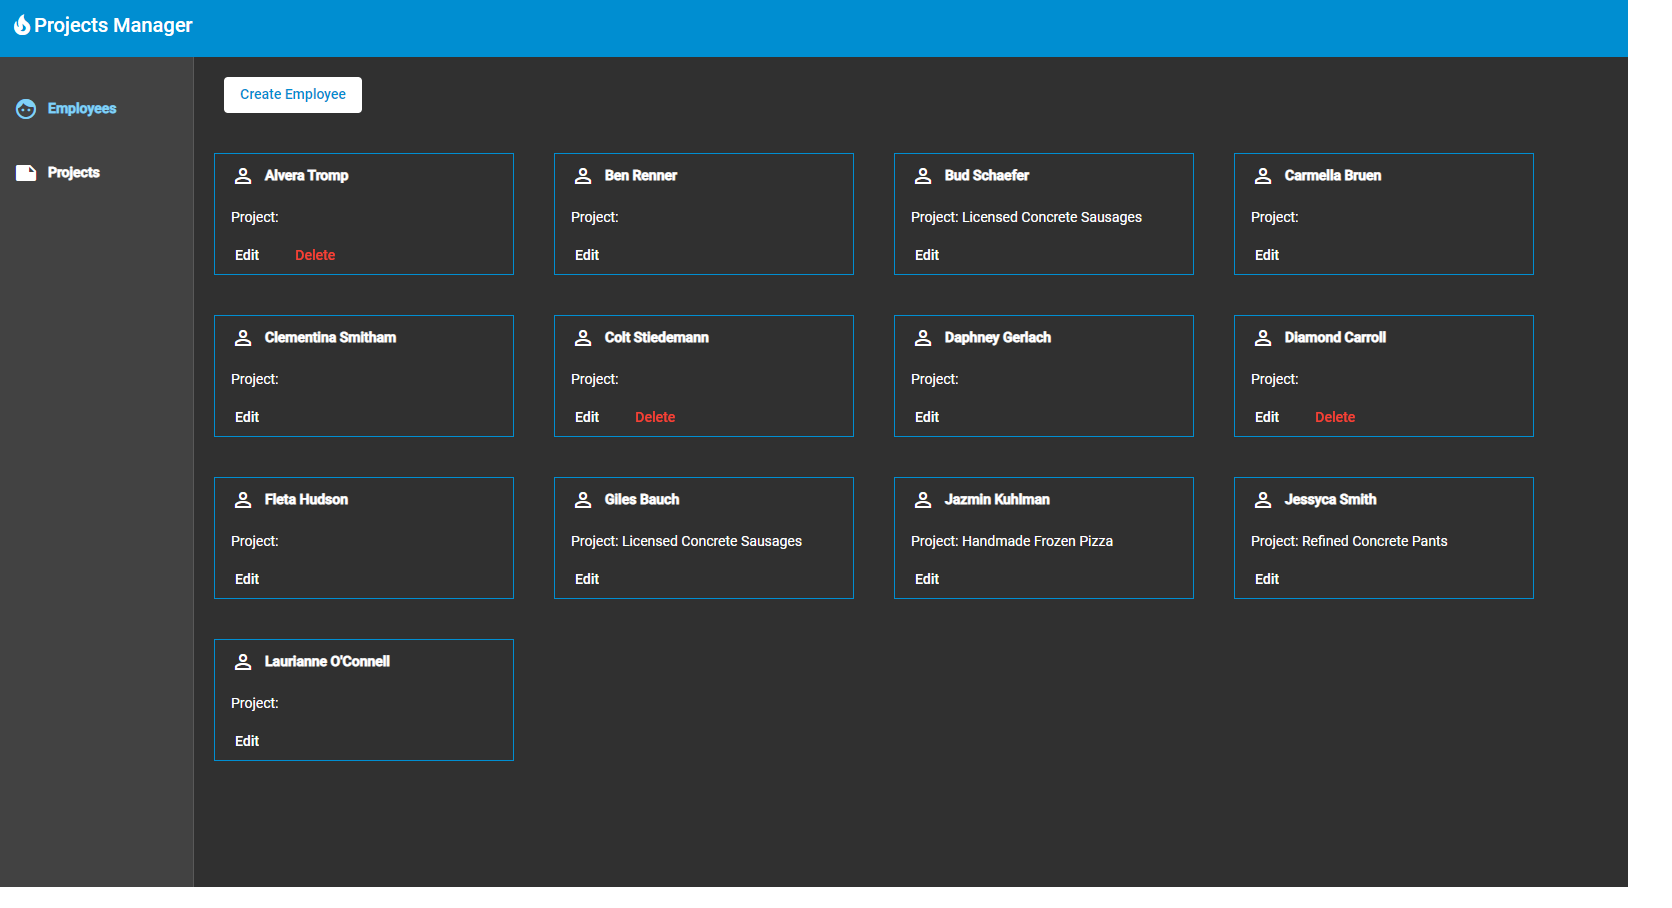 Projects Manager
Employees
Projects
Create Employee
Alvera Tromp
Project:
Edit Delete
Ben Renner
Project:
Edit
Bud Schaefer
Project: Licensed Concrete Sausages
Edit
Carmella Bruen
Project:
Edit
Clementina Smitham
Project:
Edit
Colt Stiedemann
Project:
Edit Delete
Daphney Gerlach
Project:
Edit
Diamond Carroll
Project:
Edit Delete
Fleta Hudson
Project:
Edit
Giles Bauch
Project: Licensed Concrete Sausages
Edit
Jazmin Kuhlman
Project: Handmade Frozen Pizza
Edit
Jessyca Smith
Project: Refined Concrete Pants
Edit
Laurianne O'Connell
Project:
Edit